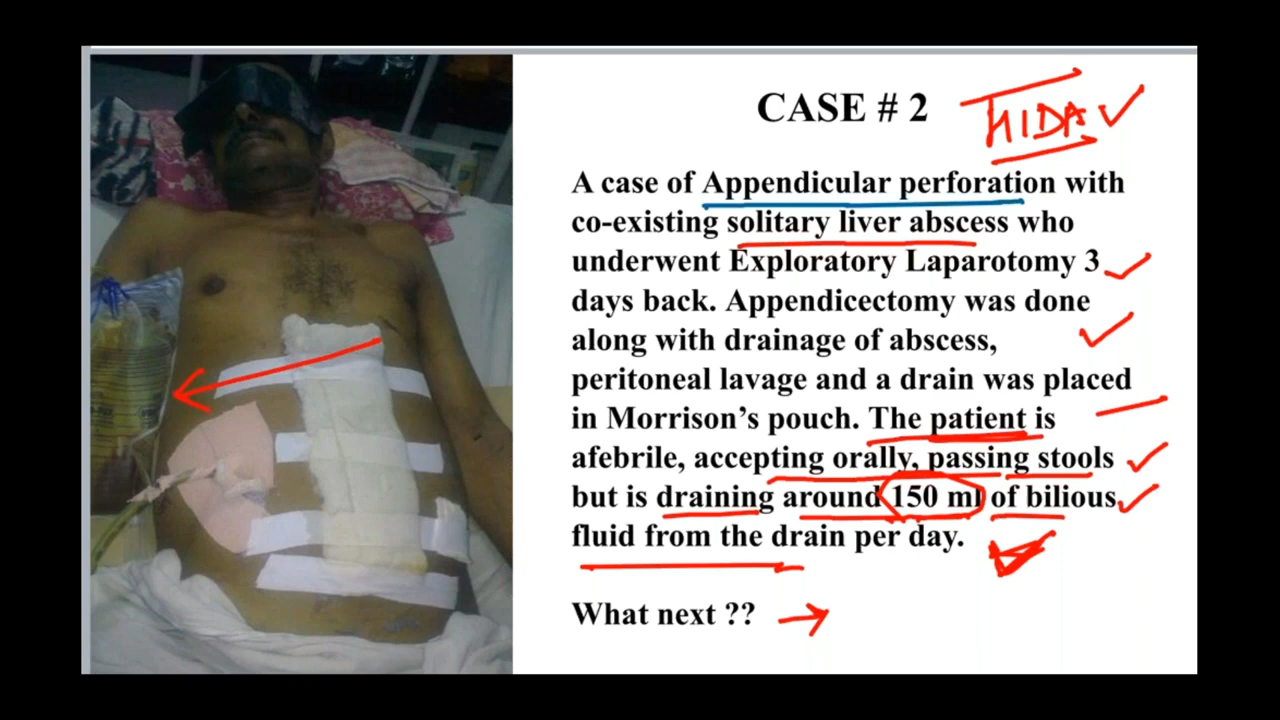 CASE # 2
HIDA
A case of Appendicular perforation with
co-existing solitary liver abscess who
underwent Exploratory Laparotomy 3
days back. Appendicectomy was done
along with drainage of abscess,
peritoneal lavage and a drain was placed
in Morrison’s pouch. The patient is
afebrile, accepting orally, passing stools
but is draining around 150 ml of bilious
fluid from the drain per day.
What next ??